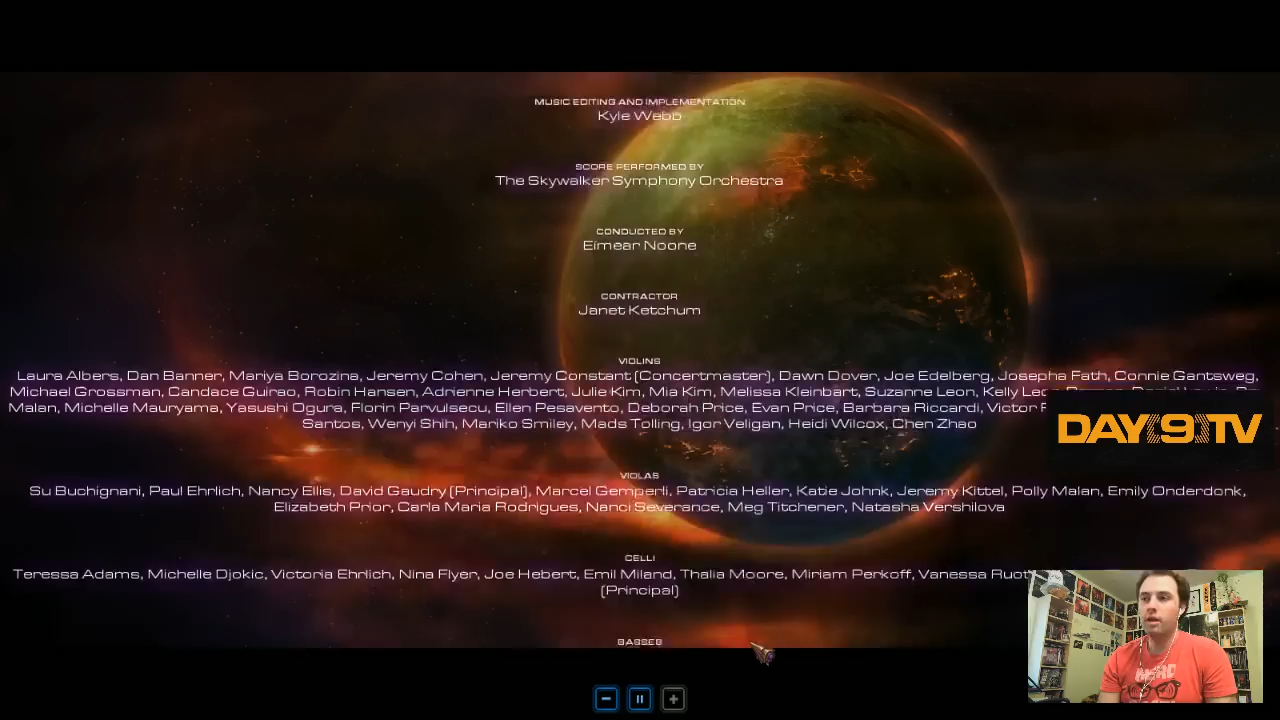 MUSIC EDITING AND IMPLEMENTATION
Kyle Webb
SCORE PERFORMED BY
The Skywalker Symphony Orchestra
CONDUCTED BY
Eimear Noone
CONTRACTOR
Janet Ketchum
VIOLINS
Laura Albers, Dan Banner, Mariya Borozina, Jeremy Cohen, Jeremy Constant (Concertmaster), Dawn Dover, Joe Edelberg, Josepha Fath, Connie Gantsweg,
Michael Grossman, Candace Guirao, Robin Hansen, Adrienne Herbert, Julie Kim, Mia Kim, Melissa Kleinbart, Suzanne Leon, Kelly
Malan, Michelle Mauryama, Yasushi Ogura, Florin Parvulsecu, Ellen Pesavento, Deborah Price, Evan Price, Barbara Riccardi, Victor
Santos, Wenyi Shih, Mariko Smiley, Mads Tolling, Igor Veligan, Heidi Wilcox, Chen Zhao
DAY[9]TV
VIOLAS
Su Buchignani, Paul Ehrlich, Nancy Ellis, David Gaudry (Principal), Marcel Gemperli, Patricia Heller, Katie Johnk, Jeremy Kittel, Polly Malan, Emily Onderdonk,
Elizabeth Prior, Carla Maria Rodrigues, Nanci Severance, Meg Titchener, Natasha Vershilova
CELLI
Teressa Adams, Michelle Djokic, Victoria Ehrlich, Nina Flyer, Joe Hebert, Emil Miland, Thalia Moore, Miriam Perkoff, Vanessa
(Principal)
BASSES
NERD